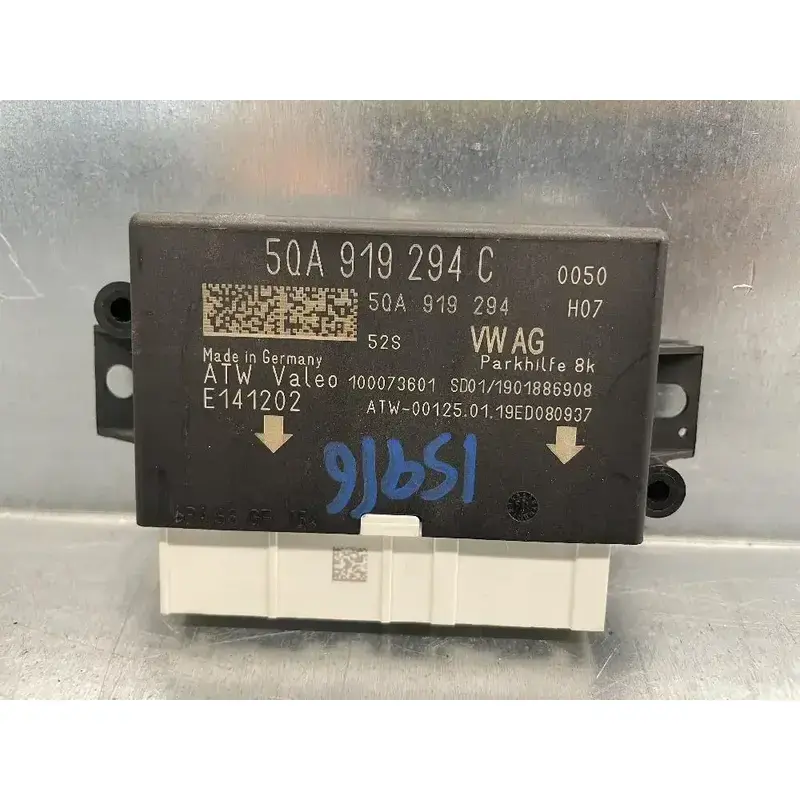 5QA 919 294 C
0050
5QA 919 294
H07
52S
VW AG
Made in Germany
Parkhilfe 8k
ATW Valeo 100073601 SD01/1901886908
E141202
ATW-00125.01.19ED080937